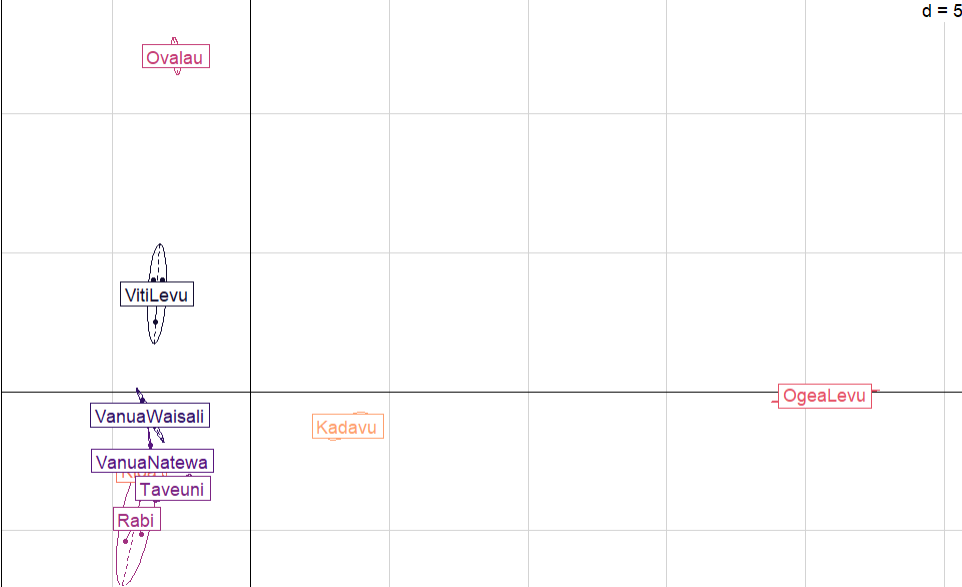 d = 5
Ovalau
VitiLevu
OgeaLevu
VanuaWaisali
Kadavu
VanuaNatewa
Taveuni
Rabi